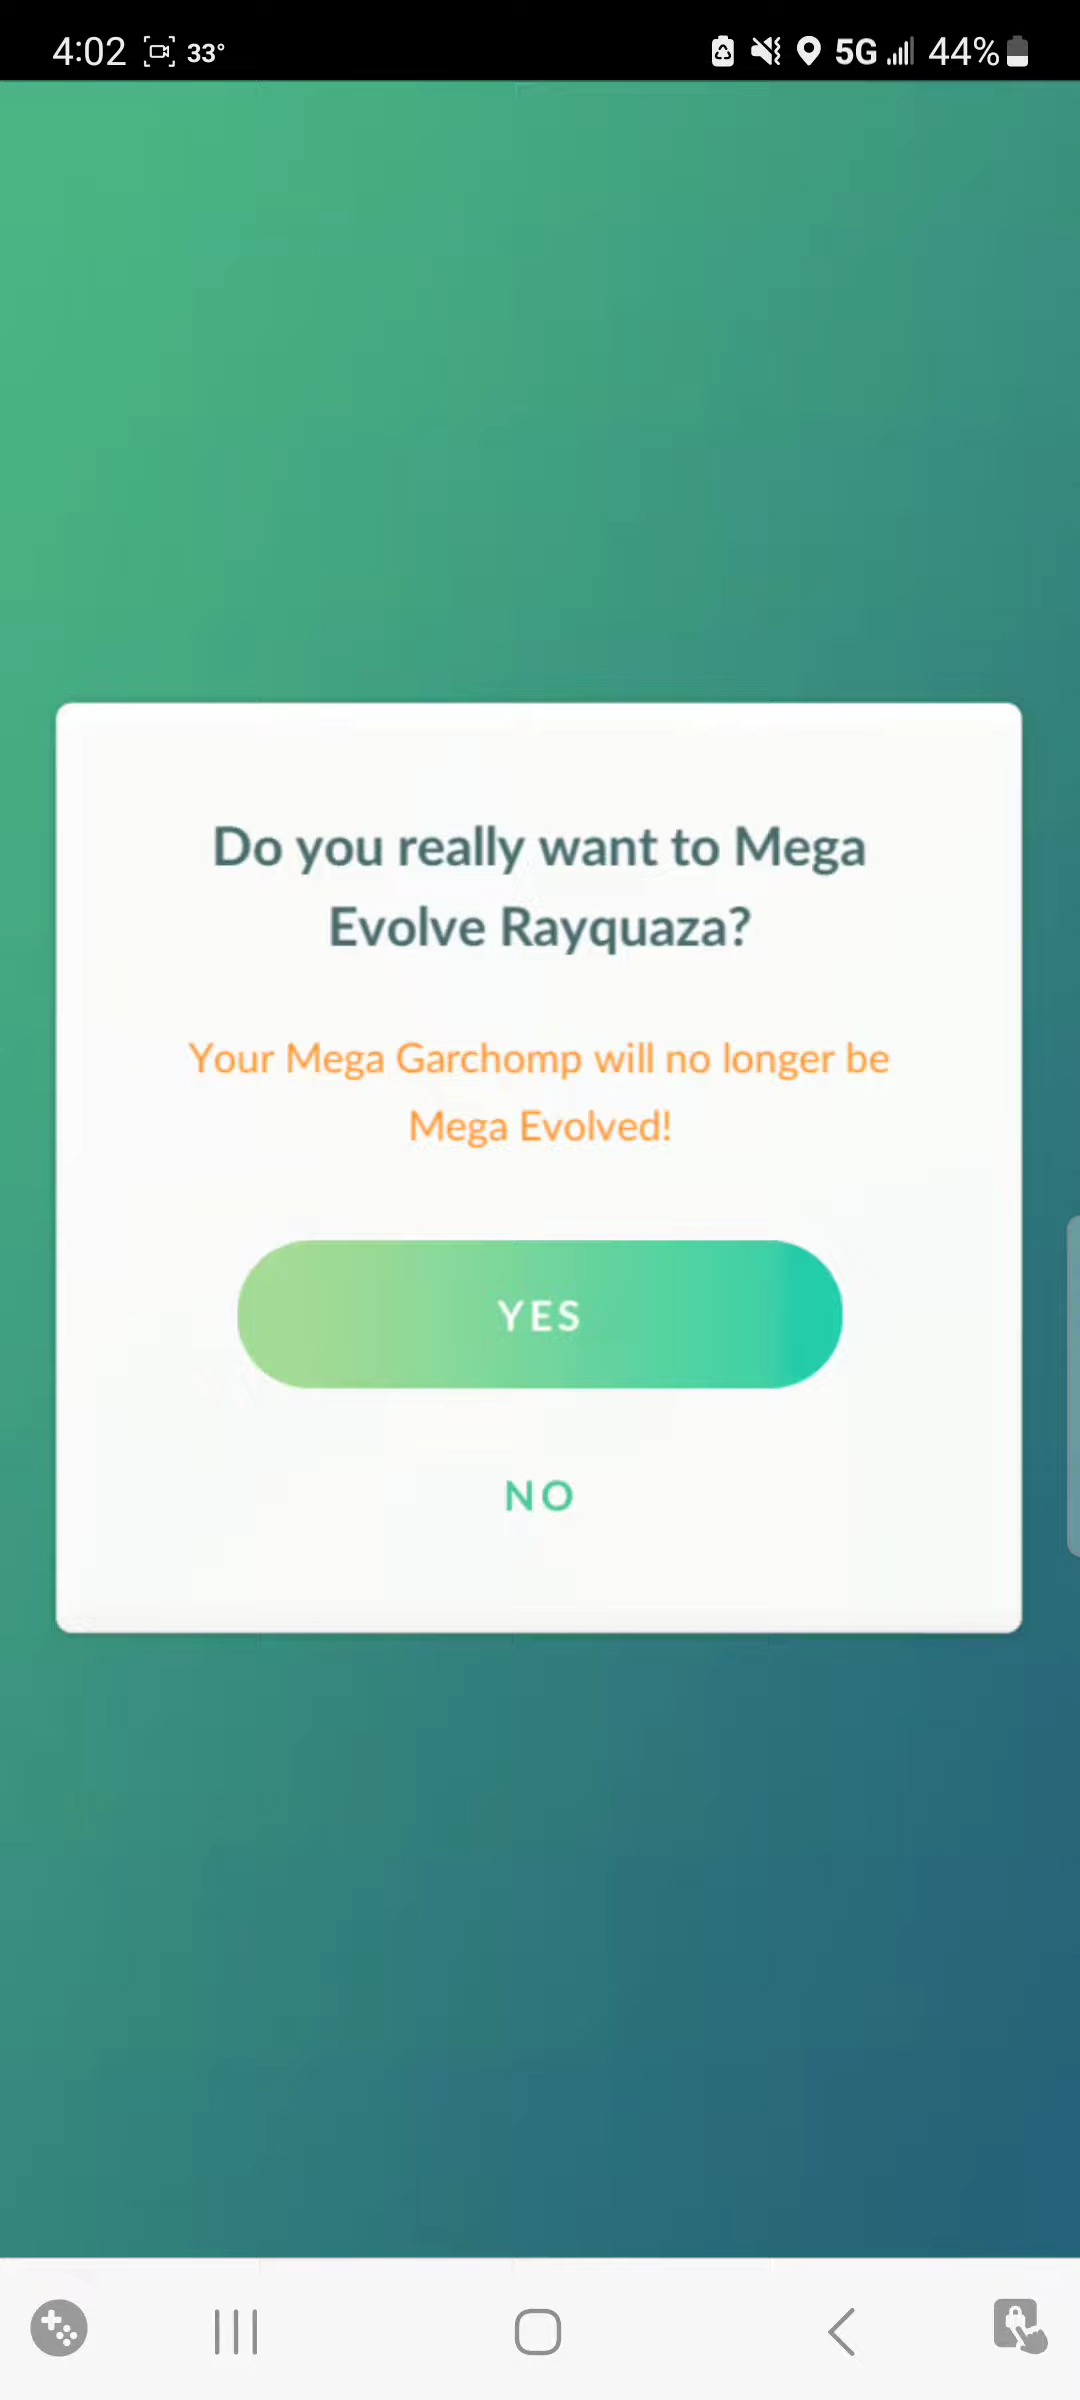 4:02 33° 5G 44%
Do you really want to Mega
Evolve Rayquaza?
Your Mega Garchomp will no longer be
Mega Evolved!
YES
NO